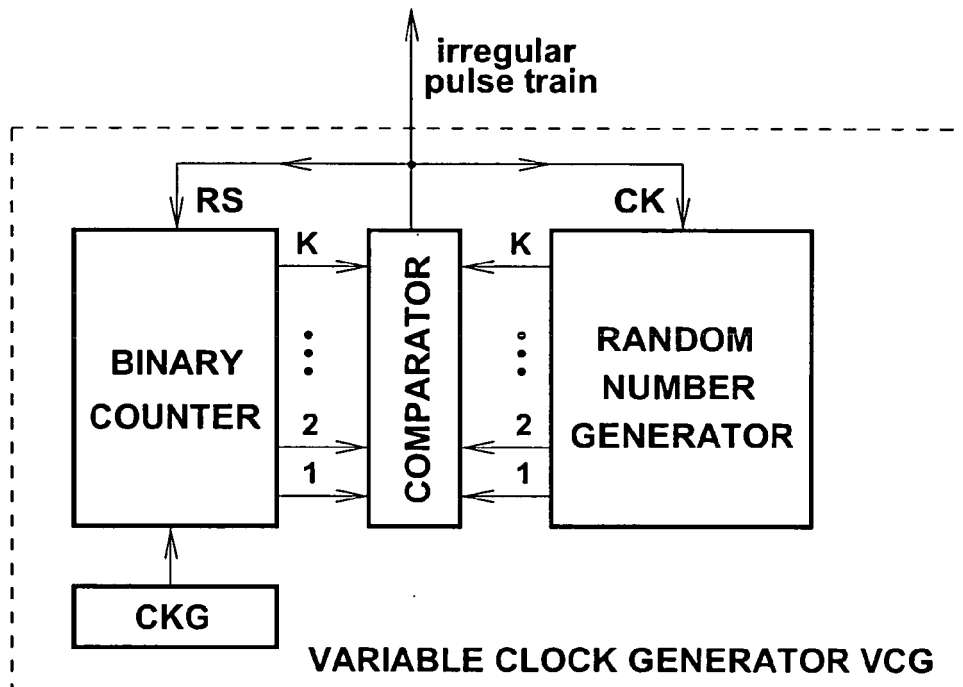 irregular
pulse train
RS
CK
K
K
BINARY
COUNTER
COMPARATOR
RANDOM
NUMBER
GENERATOR
2
2
1
1
CKG
VARIABLE CLOCK GENERATOR VCG